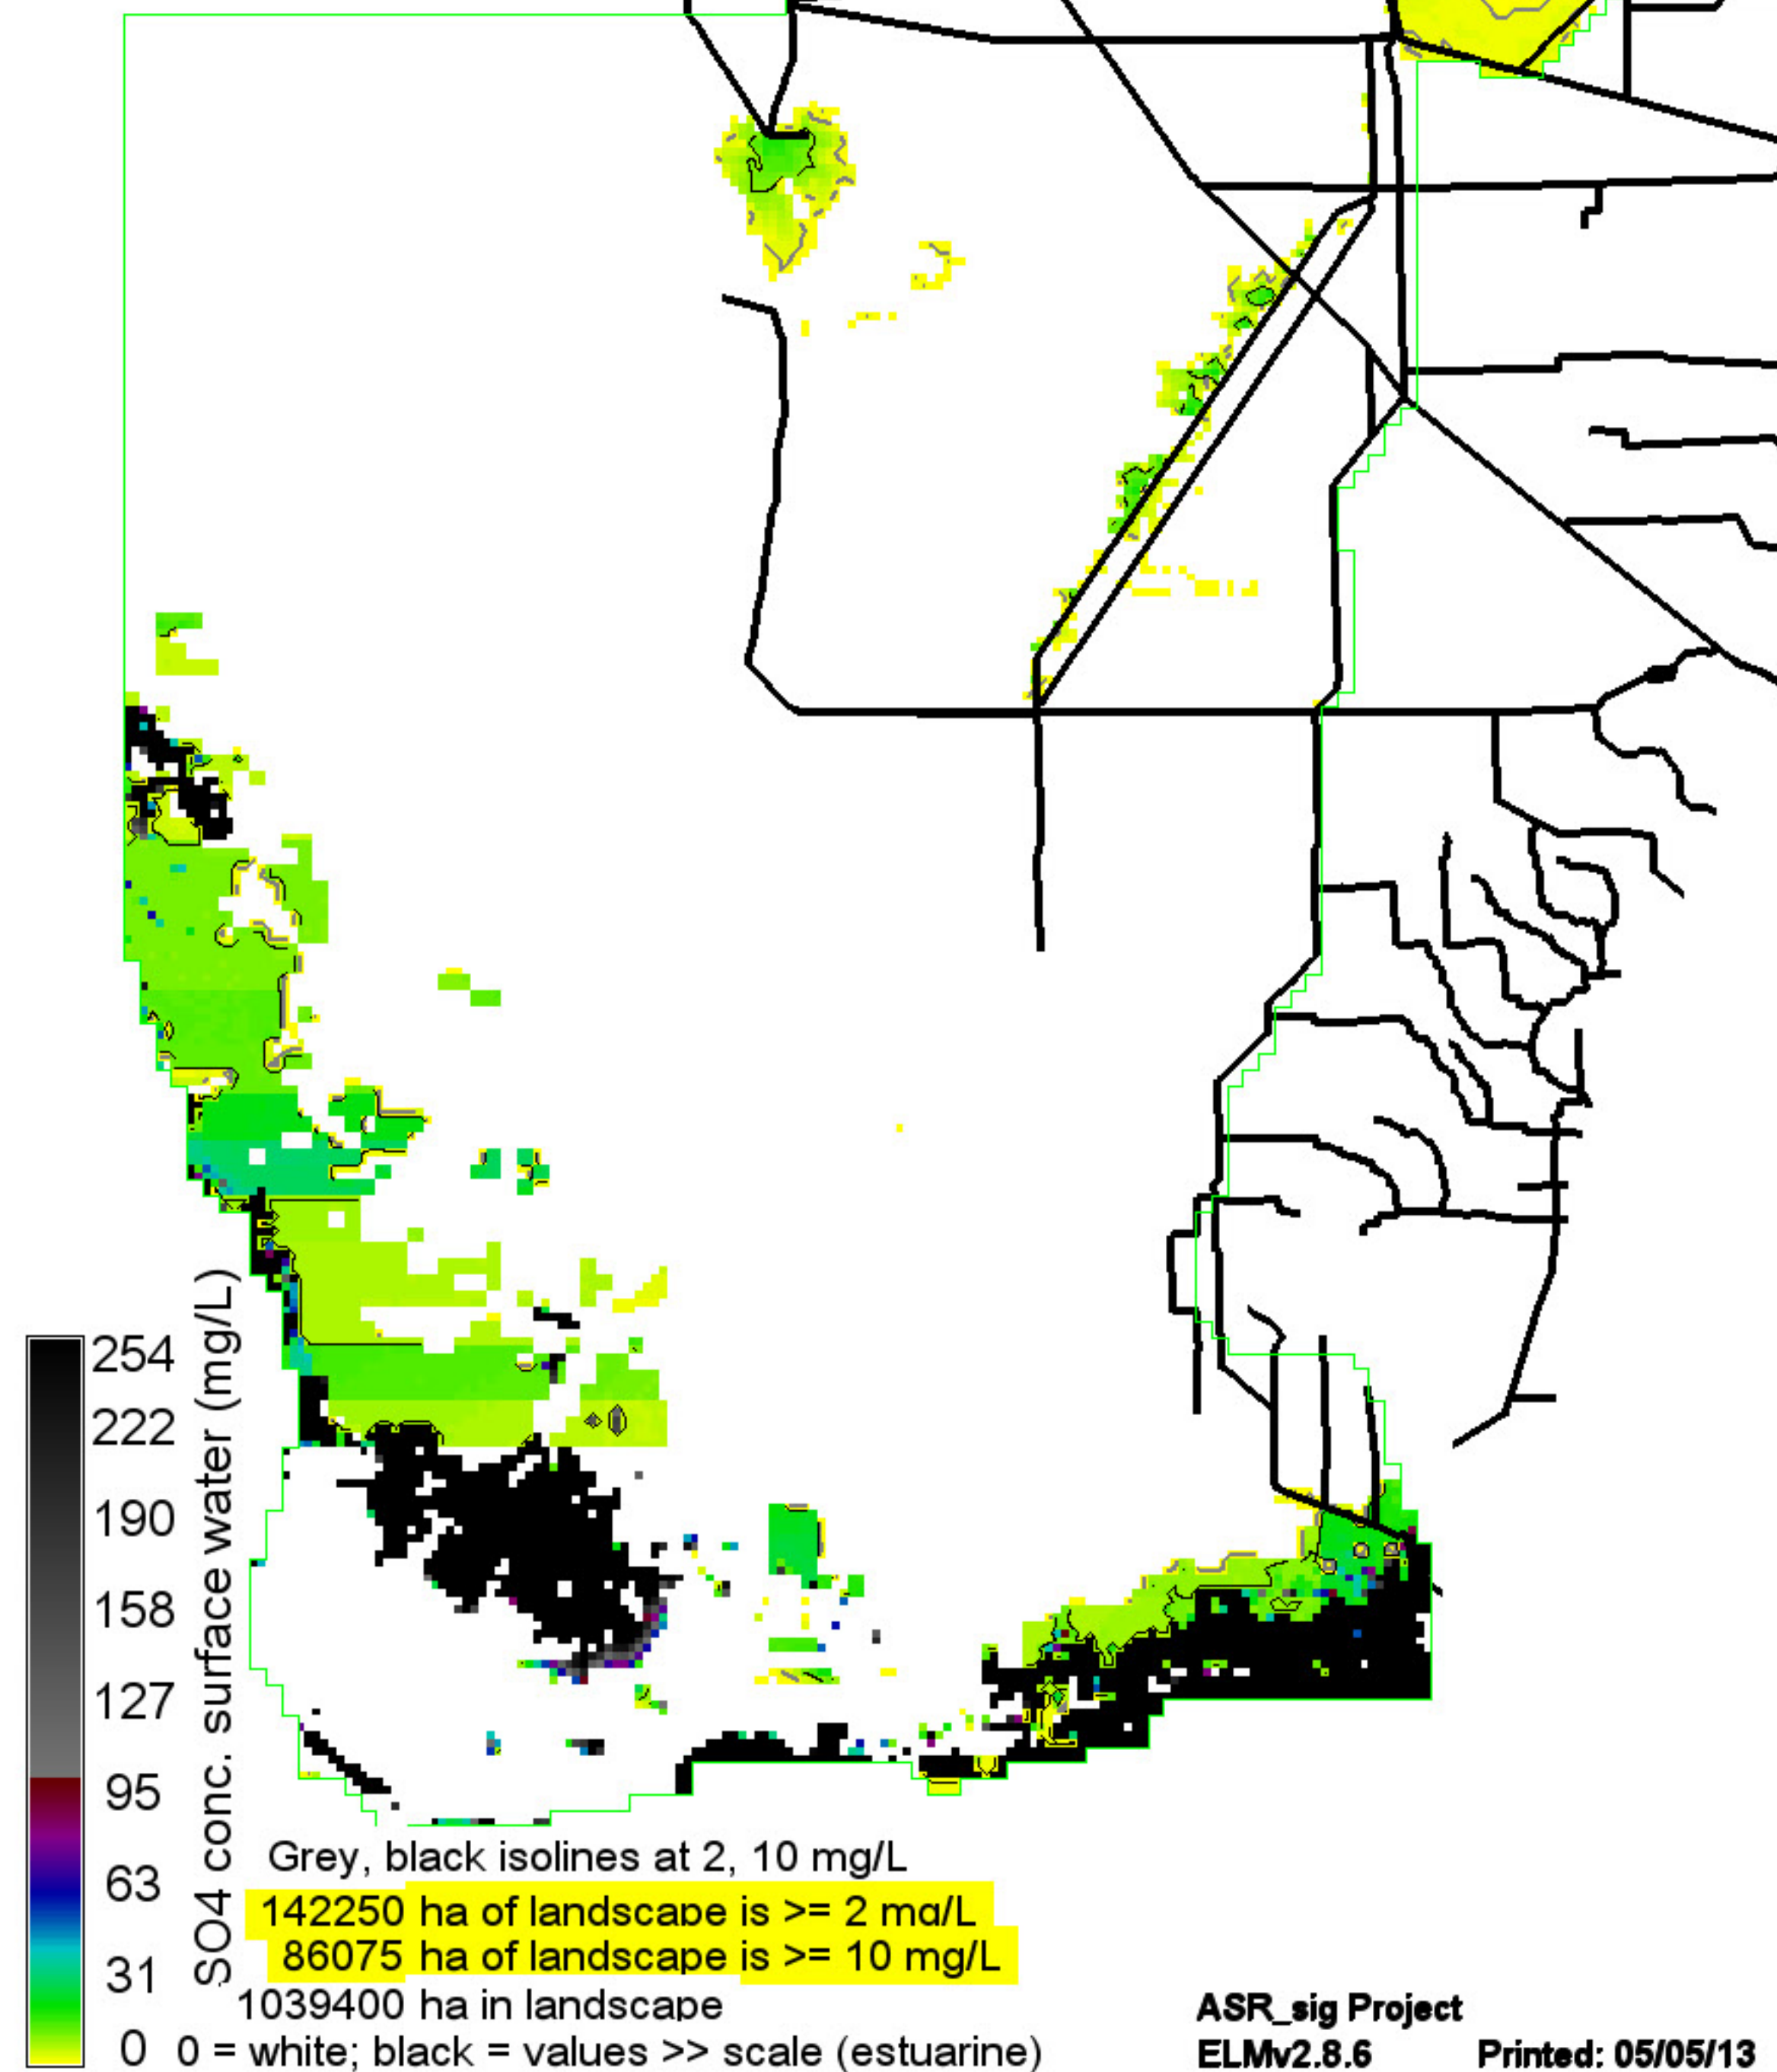 254
222
190
158
127
95
63
31
0
SO4 conc. surface water (mg/L)
Grey, black isolines at 2, 10 mg/L
142250 ha of landscape is >= 2 mg/L
86075 ha of landscape is >= 10 mg/L
1039400 ha in landscape
0 = white; black = values >> scale (estuarine)
ASR_sig Project
ELMv2.8.6 Printed: 05/05/13